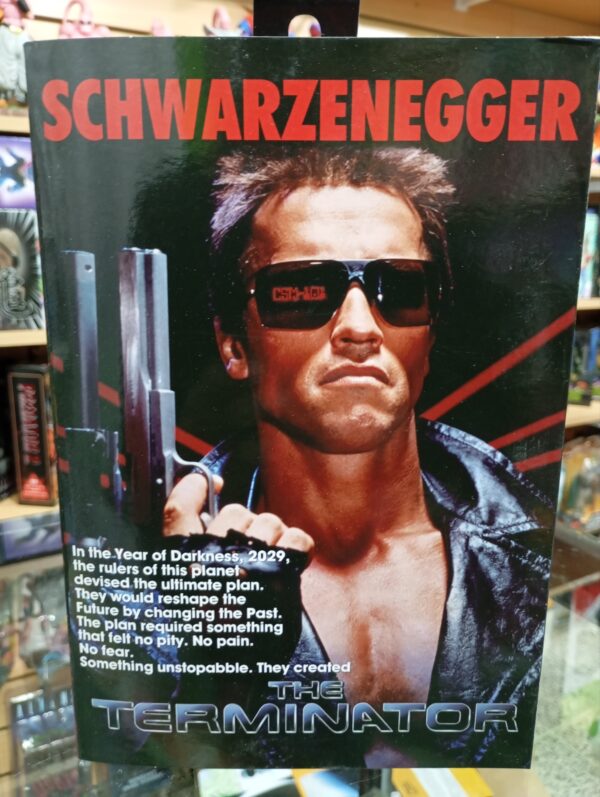 SCHWARZENEGGER
In the Year of Darkness, 2029,
the rulers of this planet
devised the ultimate plan.
They would reshape the
Future by changing the Past.
The plan required something
that felt no pity. No pain.
No fear.
Something unstopabble. They created
THE
TERMINATOR